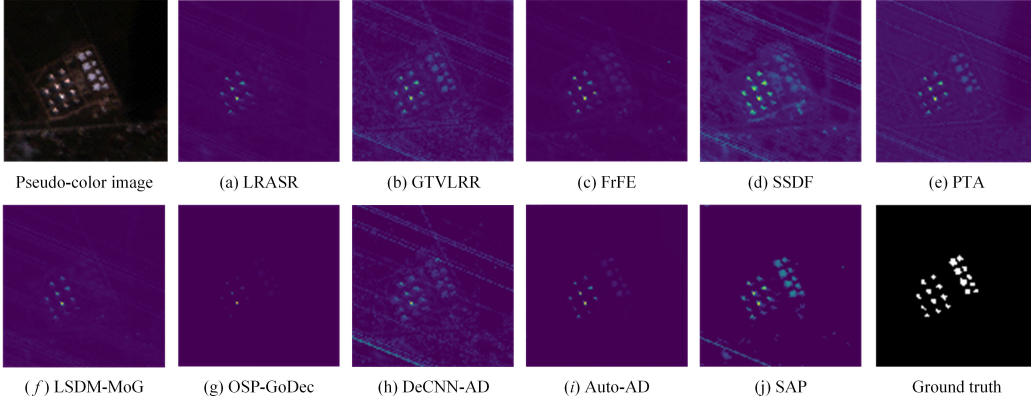 Pseudo-color image (a) LRASR (b) GTVLRR (c) FrFE (d) SSDF (e) PTA
(f) LSDM-MoG (g) OSP-GoDec (h) DeCNN-AD (i) Auto-AD (j) SAP Ground truth